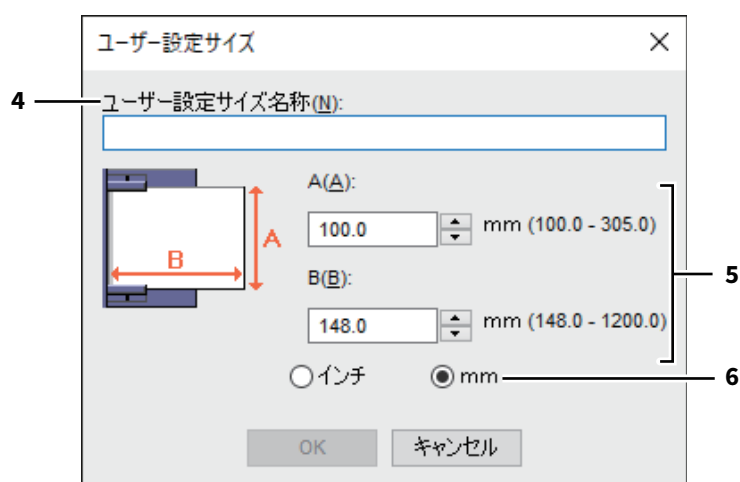 ユーザー設定サイズ
4
ユーザー設定サイズ名称(N):
A(A):
100.0 mm (100.0 - 305.0)
A
B
5
B(B):
148.0 mm (148.0 - 1200.0)
インチ mm
6
OK キャンセル